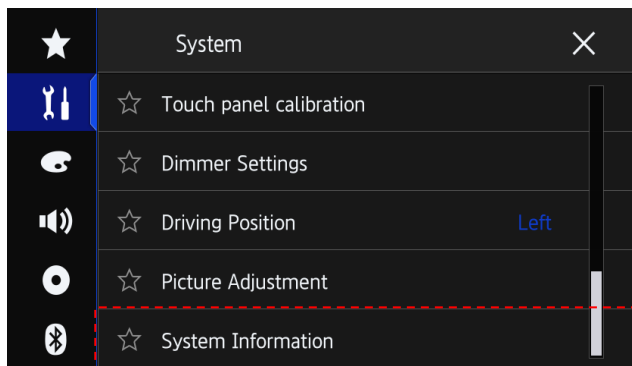 System
Touch panel calibration
Dimmer Settings
Driving Position Left
Picture Adjustment
System Information